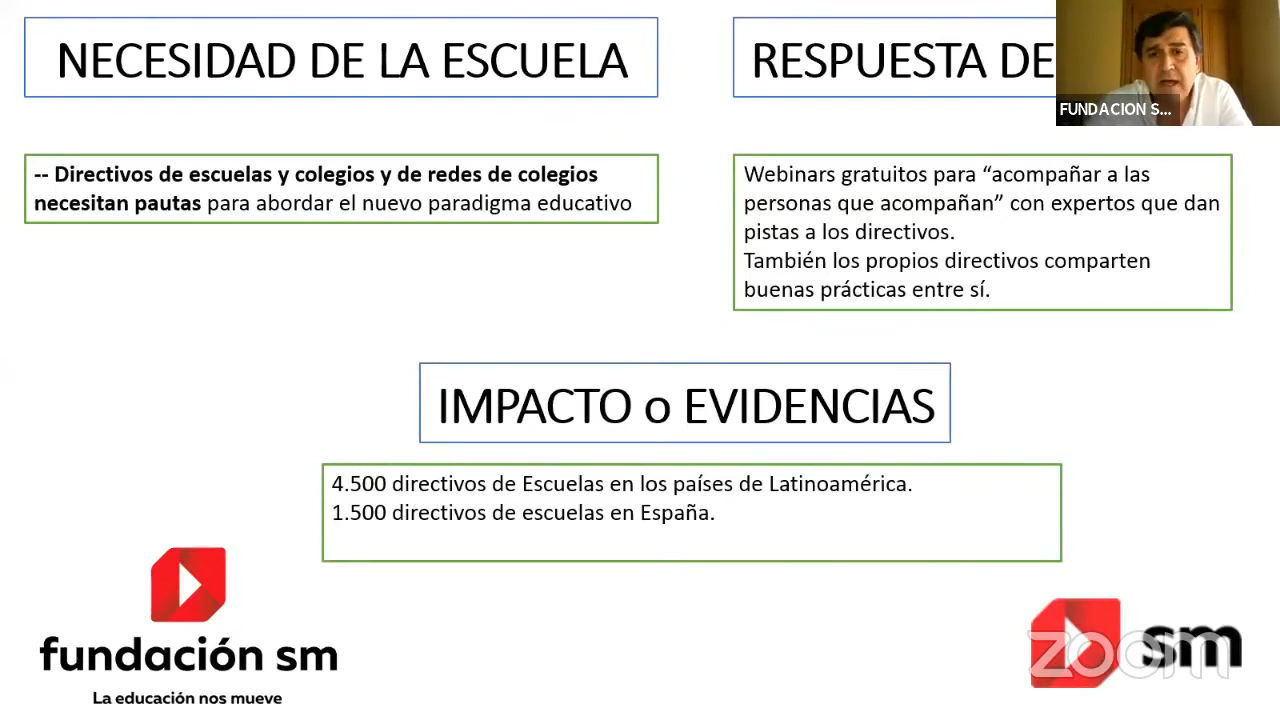 NECESIDAD DE LA ESCUELA
RESPUESTA DE
FUNDACION S...
-- Directivos de escuelas y colegios y de redes de colegios
necesitan pautas para abordar el nuevo paradigma educativo
Webinars gratuitos para “acompañar a las
personas que acompañan” con expertos que dan
pistas a los directivos.
También los propios directivos comparten
buenas prácticas entre sí.
IMPACTO o EVIDENCIAS
4.500 directivos de Escuelas en los países de Latinoamérica.
1.500 directivos de escuelas en España.
fundación sm
La educación nos mueve
sm
zoom